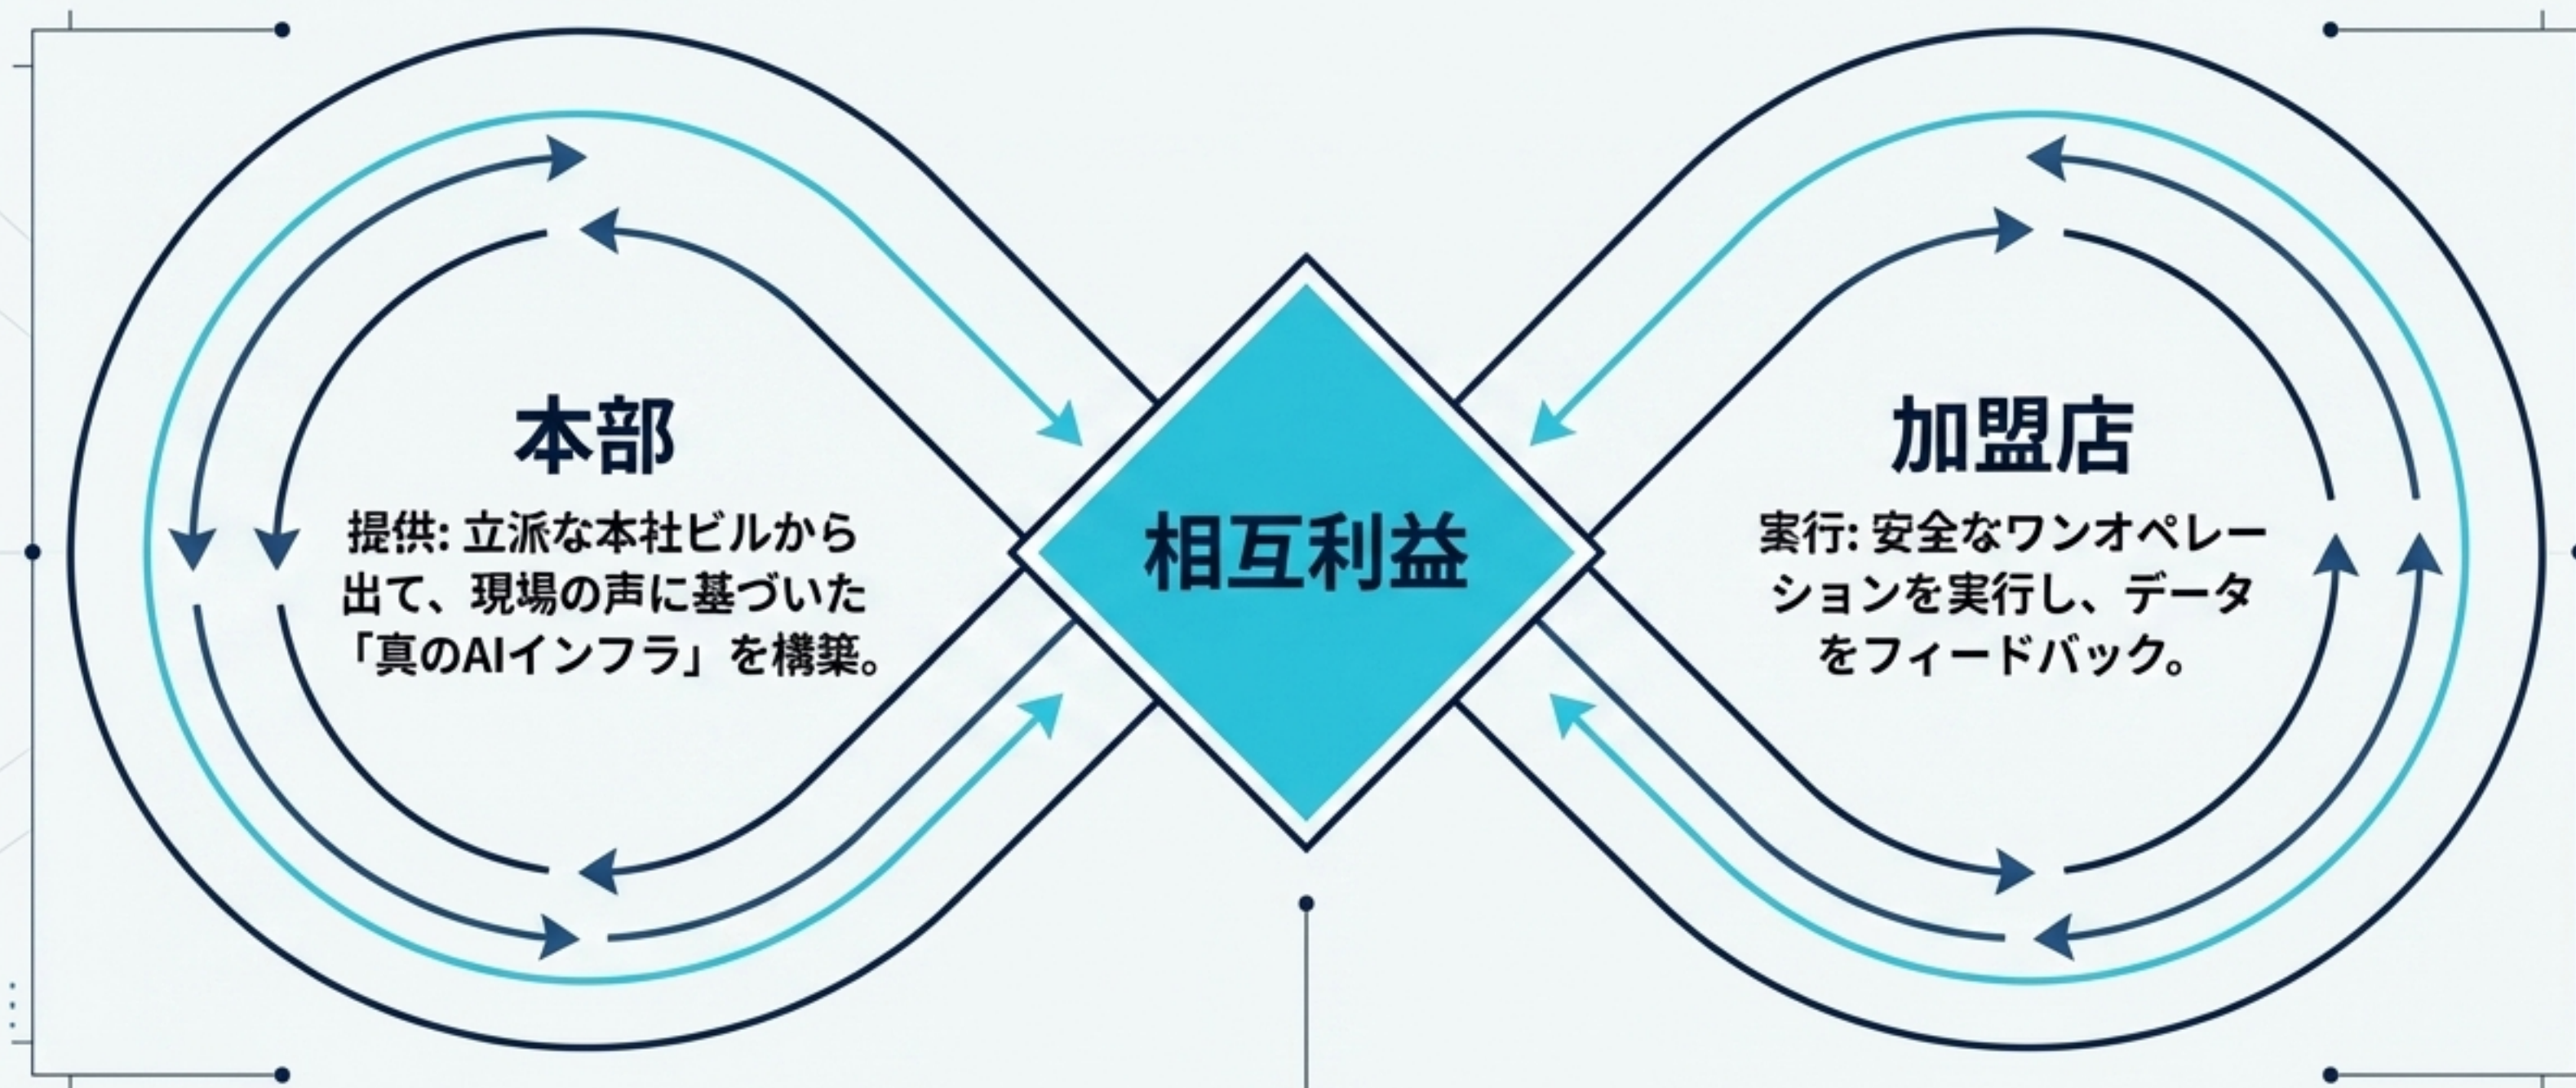 本部
提供: 立派な本社ビルから
出て、現場の声に基づいた
「真のAIインフラ」を構築。
相互利益
加盟店
実行: 安全なワンオペレー
ションを実行し、データ
をフィードバック。